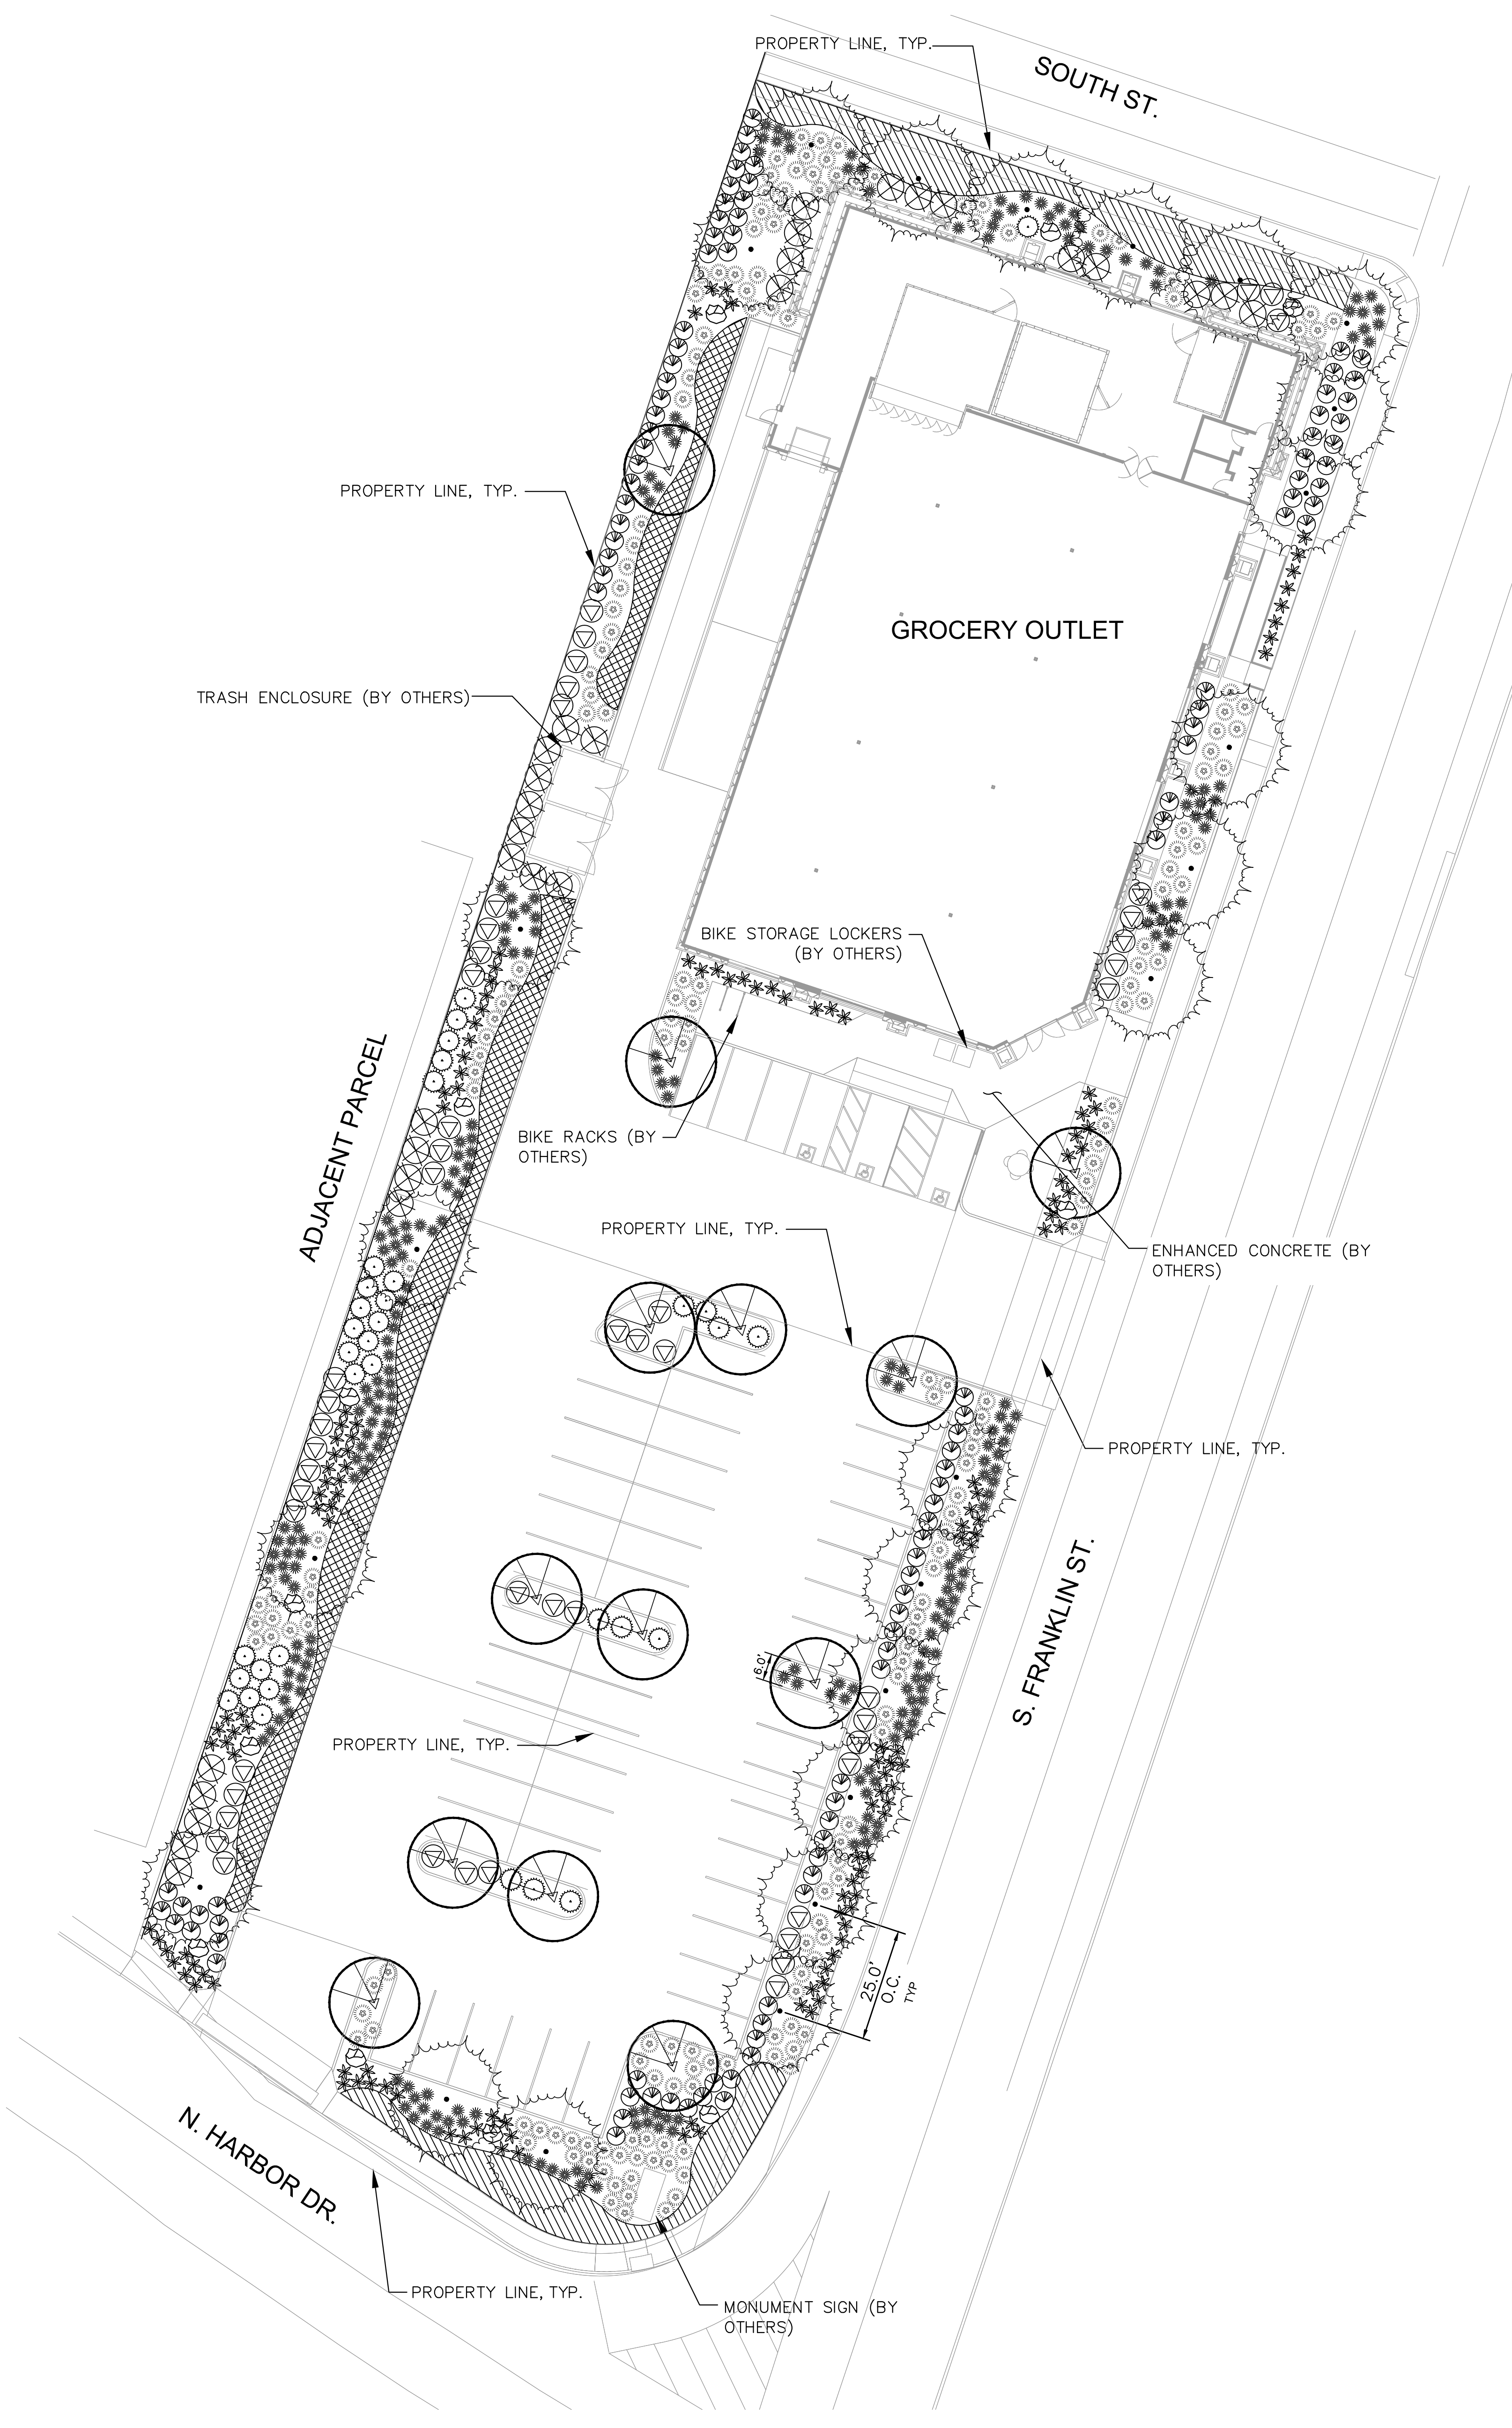 PROPERTY LINE, TYP.
SOUTH ST.
PROPERTY LINE, TYP.
GROCERY OUTLET
TRASH ENCLOSURE (BY OTHERS)
BIKE STORAGE LOCKERS
(BY OTHERS)
ADJACENT PARCEL
BIKE RACKS (BY
OTHERS)
PROPERTY LINE, TYP.
ENHANCED CONCRETE (BY
OTHERS)
PROPERTY LINE, TYP.
S. FRANKLIN ST.
6.0'
PROPERTY LINE, TYP.
25.0'
O.C.
TYP
N. HARBOR DR.
PROPERTY LINE, TYP.
MONUMENT SIGN (BY
OTHERS)